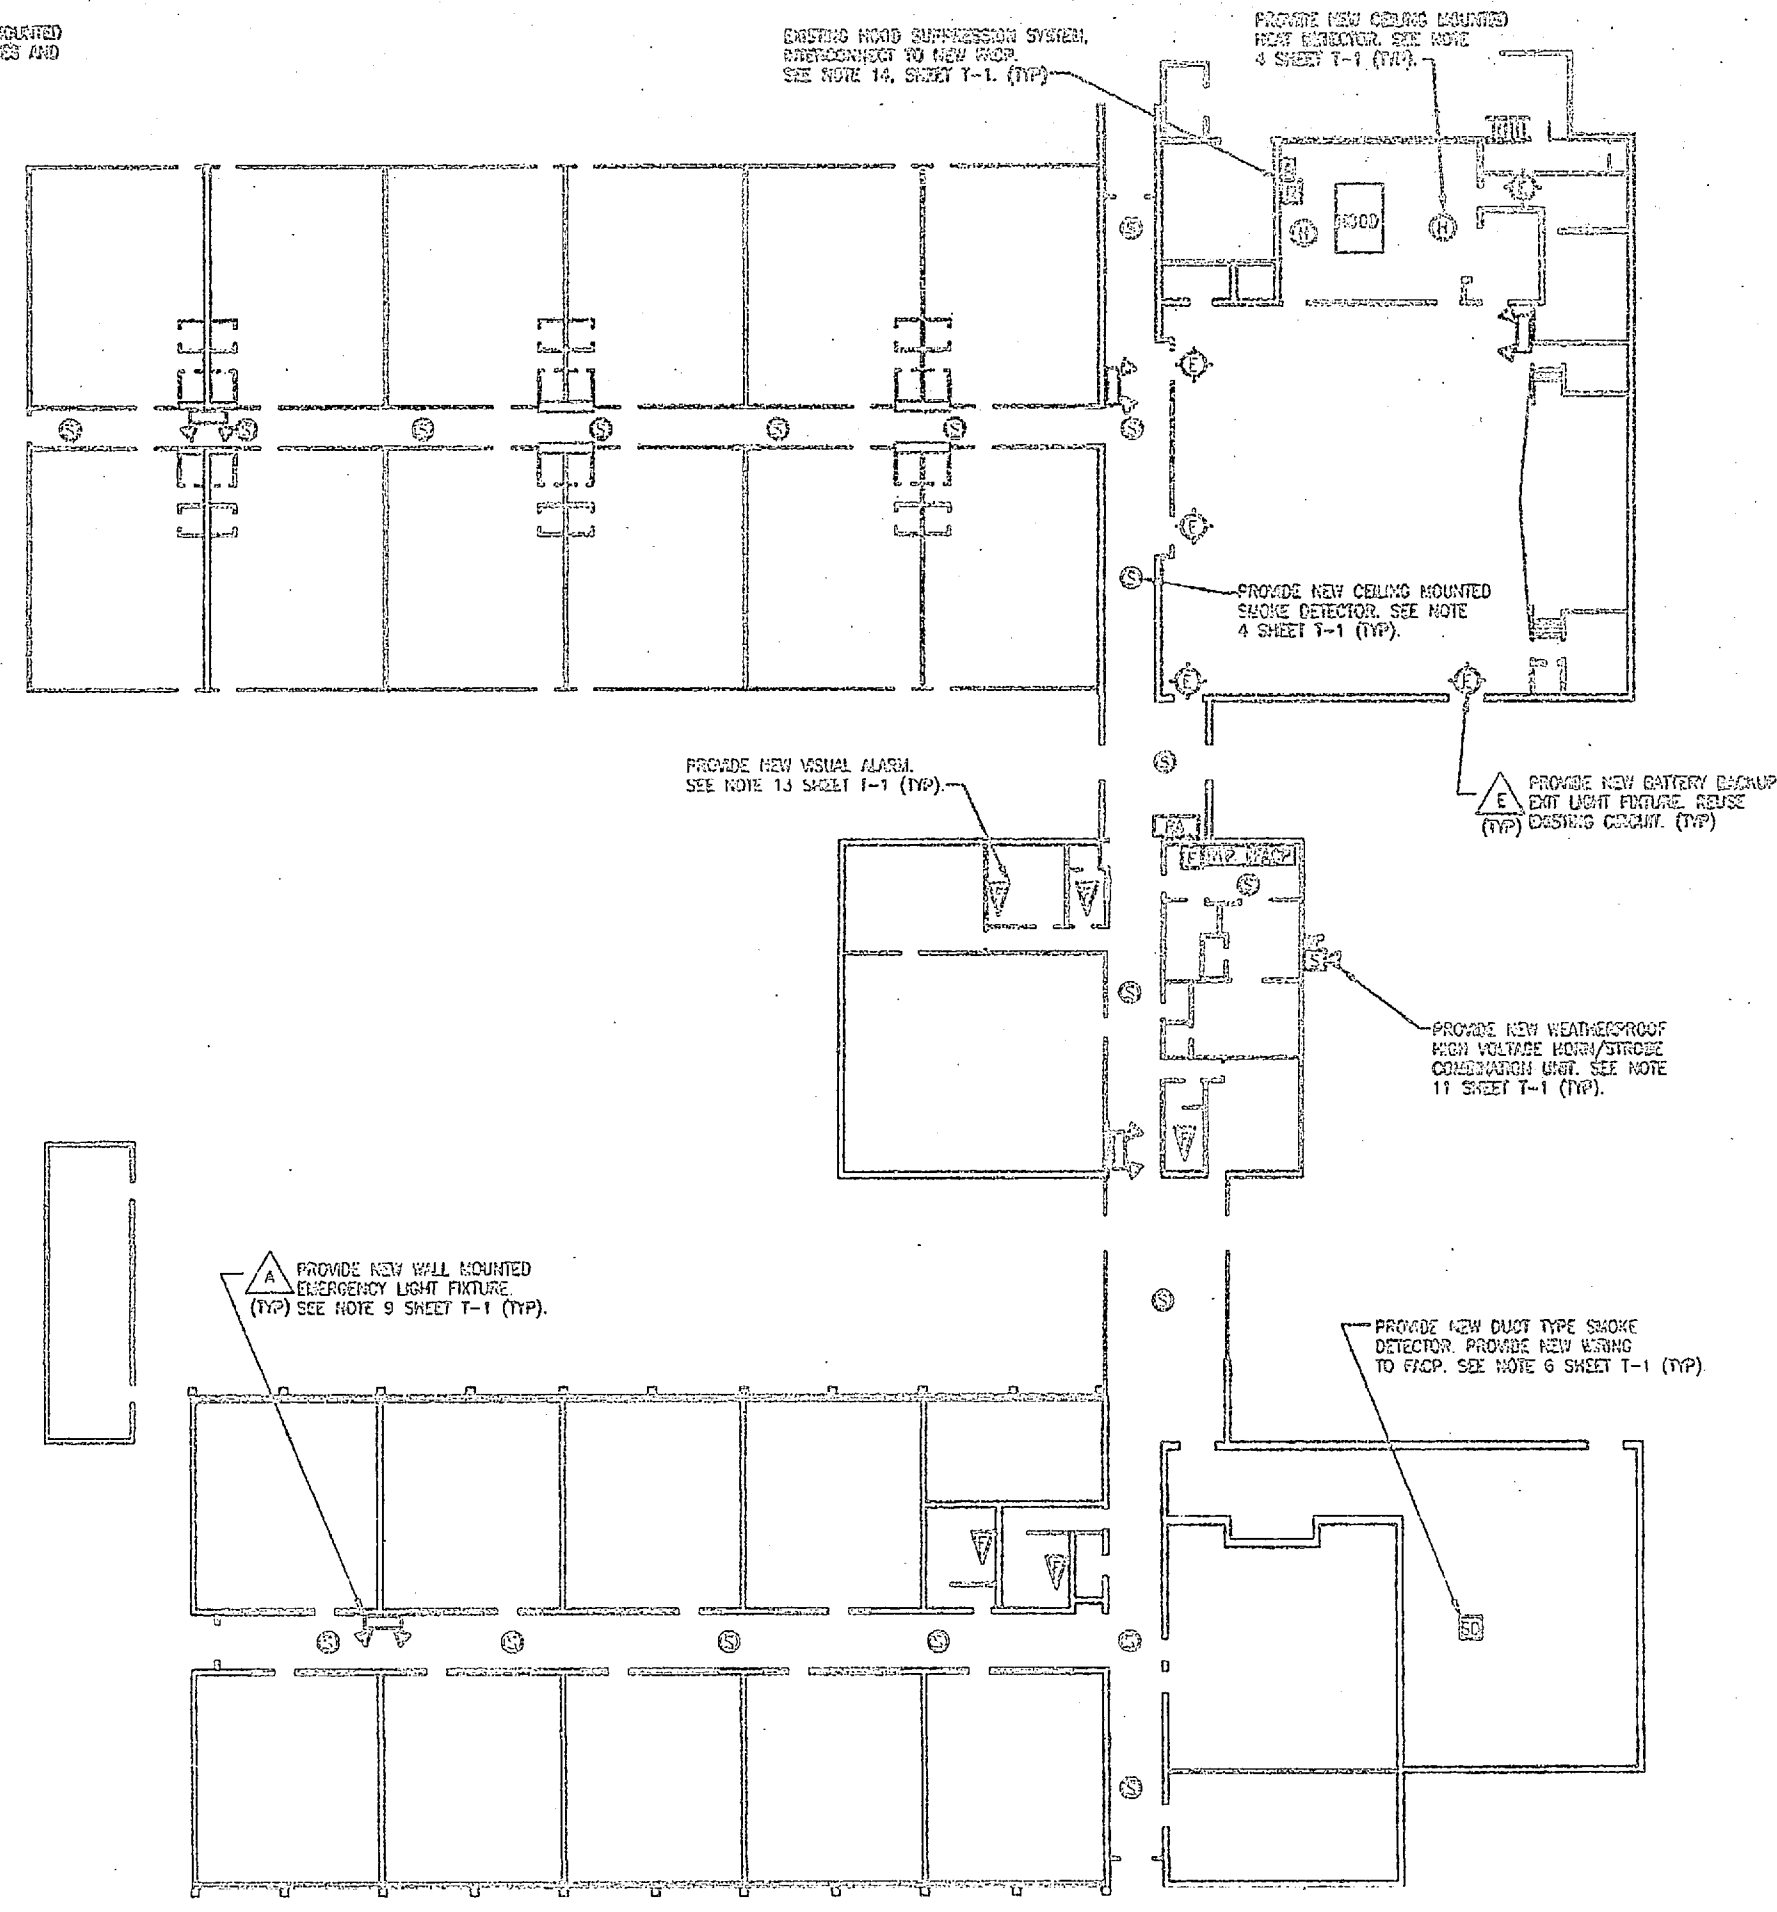 MOUNTED
AND
EXISTING HOOD SUPPRESSION SYSTEM,
INTERCONNECT TO NEW FACP.
SEE NOTE 14, SHEET T-1. (TYP)
PROVIDE NEW CEILING MOUNTED
HEAT DETECTOR. SEE NOTE
4 SHEET T-1 (TYP).
HOOD
H
H
E
S
S
S
S
S
S
S
S
E
E
S
PROVIDE NEW CEILING MOUNTED
SMOKE DETECTOR. SEE NOTE
4 SHEET T-1 (TYP).
E
E
PROVIDE NEW VISUAL ALARM.
SEE NOTE 13 SHEET T-1 (TYP).
S
E
(TYP)
PROVIDE NEW BATTERY BACKUP
EXIT LIGHT FIXTURE. REUSE
EXISTING CIRCUIT. (TYP)
F
F
S
S
S
PROVIDE NEW WEATHERPROOF
HIGH VOLTAGE HORN/STROBE
COMBINATION UNIT. SEE NOTE
11 SHEET T-1 (TYP).
F
A
(TYP)
PROVIDE NEW WALL MOUNTED
EMERGENCY LIGHT FIXTURE.
SEE NOTE 9 SHEET T-1 (TYP).
S
PROVIDE NEW DUCT TYPE SMOKE
DETECTOR. PROVIDE NEW WIRING
TO FACP. SEE NOTE 6 SHEET T-1 (TYP).
F
F
SD
S
S
S
S
S
S